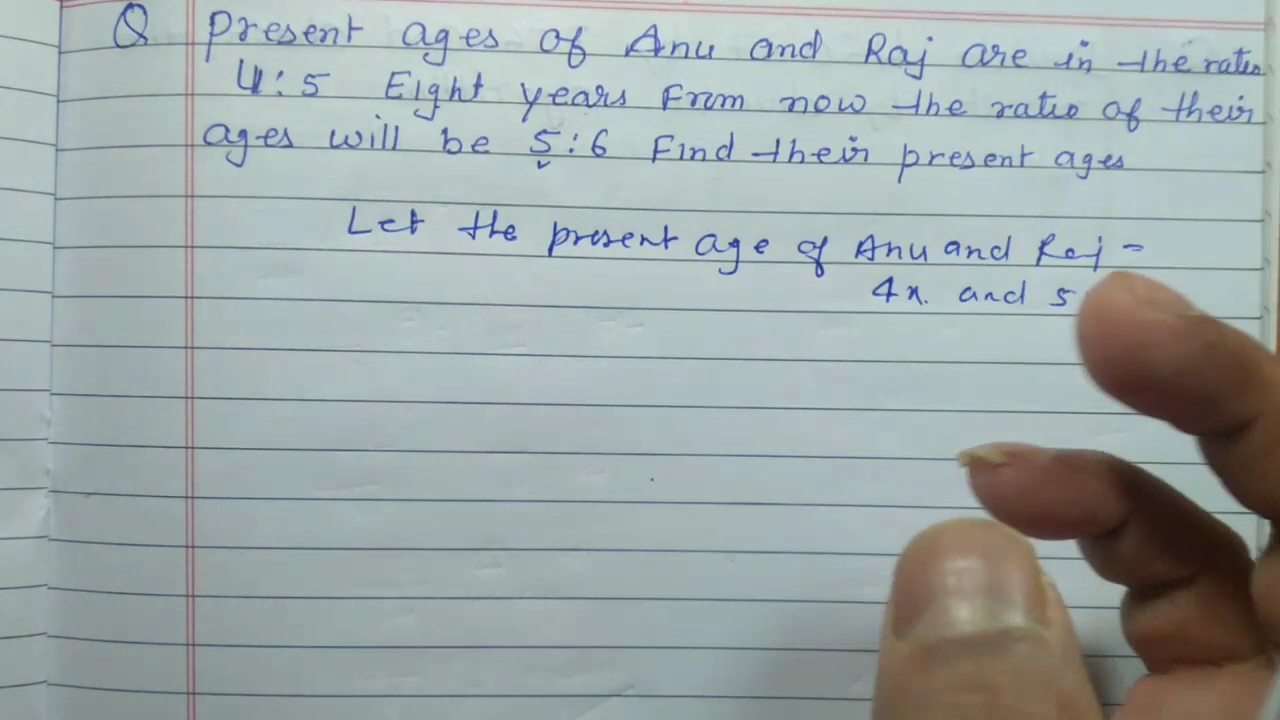 Q Present ages of Anu and Raj are in the ratio
4:5 Eight years From now the ratio of their
ages will be 5:6 Find their present ages
Let the present age of Anu and Raj =
4x. and 5